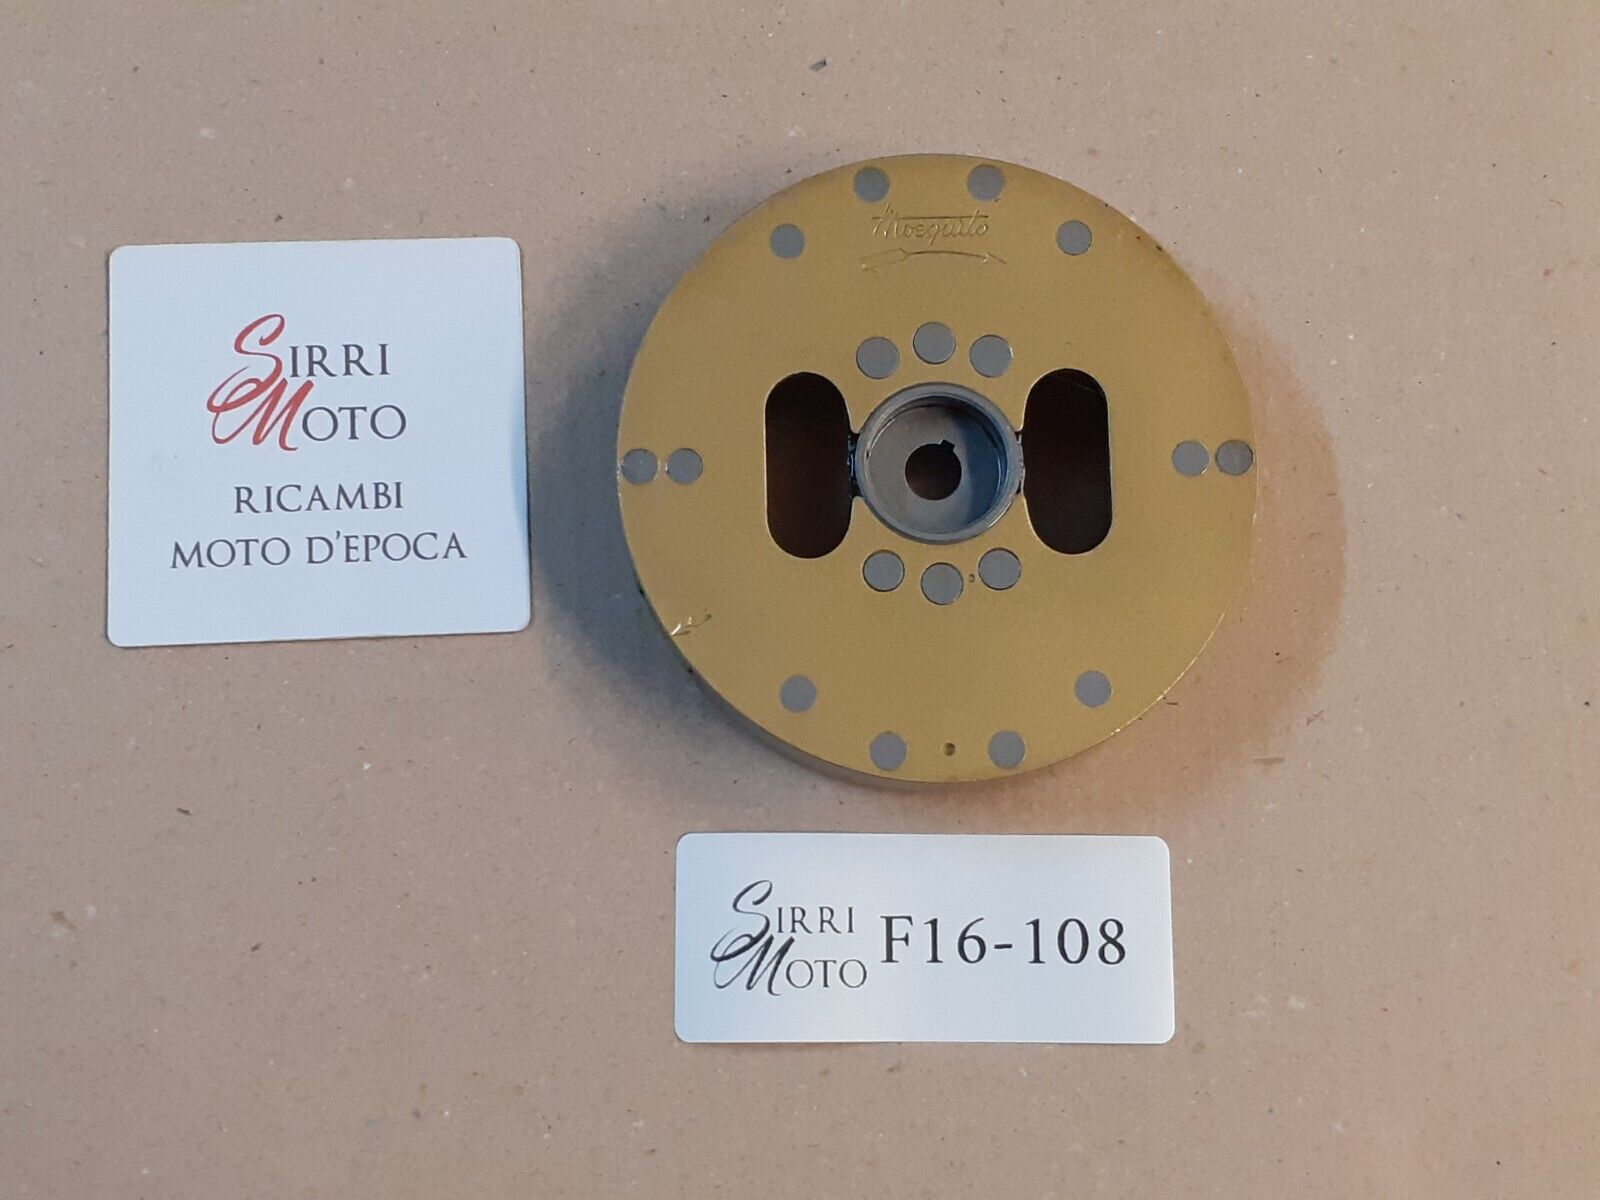 Mosquito
SIRRI
MOTO
RICAMBI
MOTO D'EPOCA
SIRRI
MOTO
F16-108